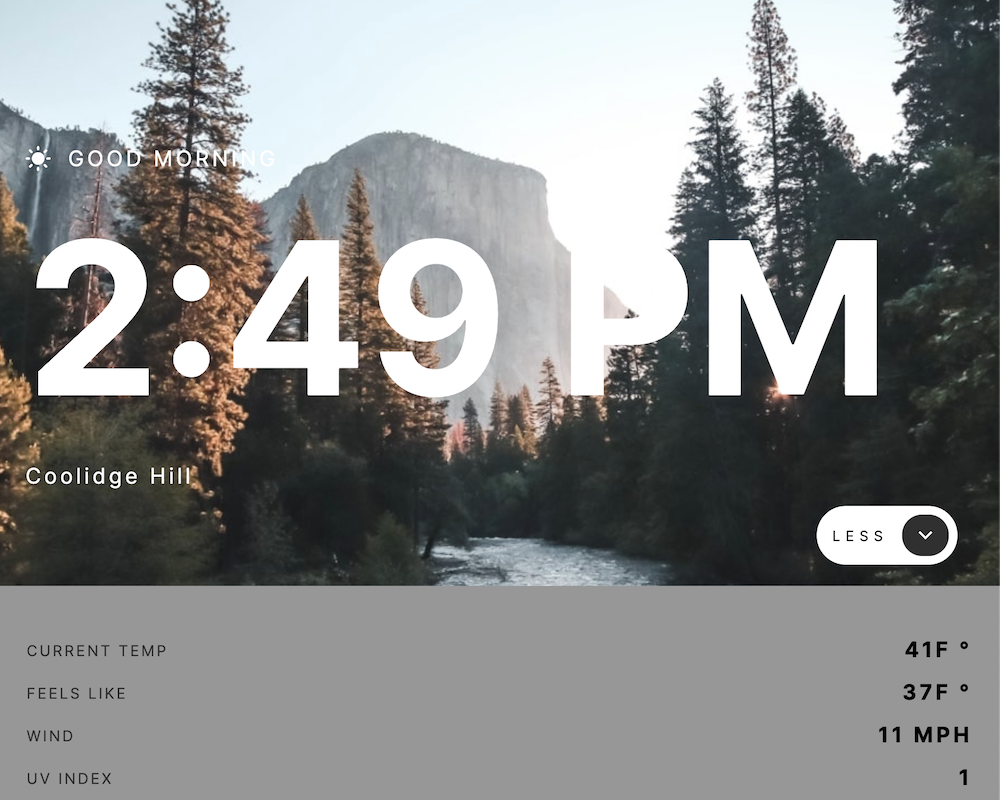 GOOD MORNING
2:49 PM
Coolidge Hill
LESS
CURRENT TEMP 41F °
FEELS LIKE 37F °
WIND 11 MPH
UV INDEX 1